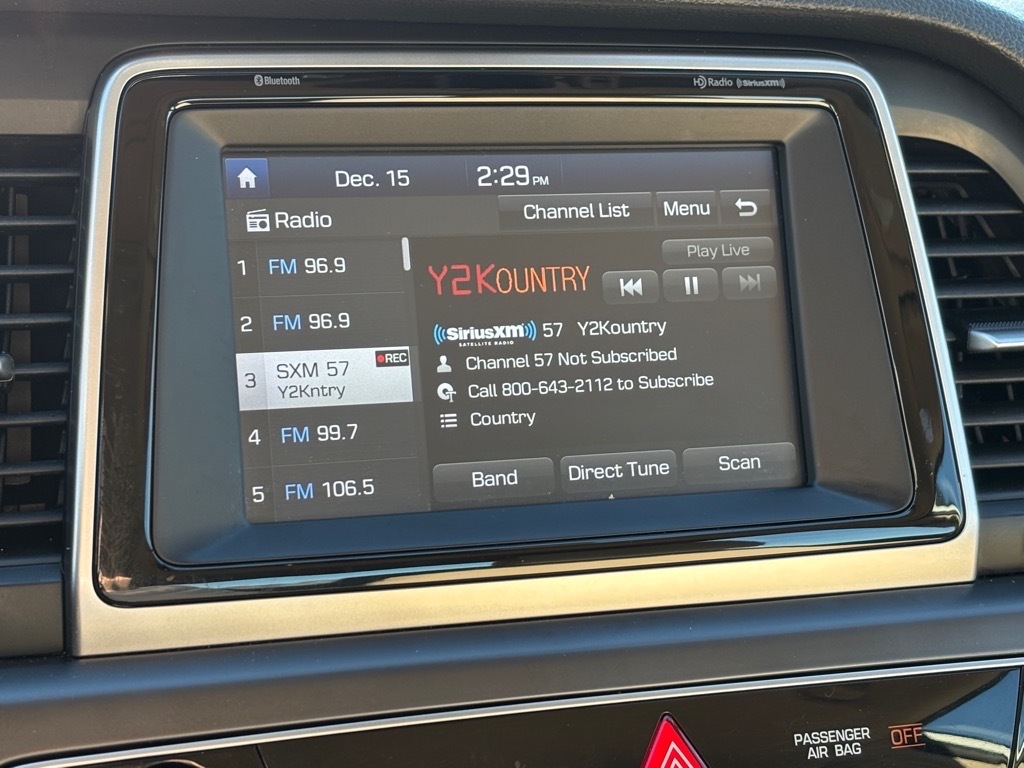 Bluetooth
HD Radio ((SiriusXM))
Dec. 15 2:29 PM
Radio
Channel List Menu
Play Live
1 FM 96.9
2 FM 96.9
3 SXM 57 REC
Y2Kntry
4 FM 99.7
5 FM 106.5
Y2KOUNTRY
((SiriusXM)) 57 Y2Kountry
SATELLITE RADIO
Channel 57 Not Subscribed
Call 800-643-2112 to Subscribe
Country
Band Direct Tune Scan
PASSENGER OFF
AIR BAG